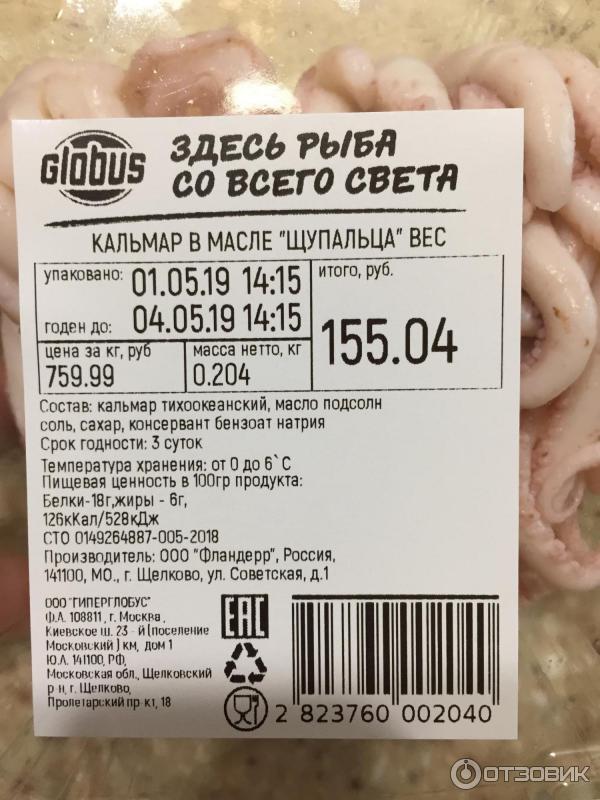 Globus
ЗДЕСЬ РЫБА
СО ВСЕГО СВЕТА
КАЛЬМАР В МАСЛЕ "ЩУПАЛЬЦА" ВЕС
упаковано: 01.05.19 14:15
годен до: 04.05.19 14:15
итого, руб.
155.04
цена за кг, руб
759.99
масса нетто, кг
0.204
Состав: кальмар тихоокеанский, масло подсолн
соль, сахар, консервант бензоат натрия
Срок годности: 3 суток
Температура хранения: от 0 до 6`С
Пищевая ценность в 100гр продукта:
Белки-18г,жиры - 6г,
126кКал/528кДж
СТО 0149264887-005-2018
Производитель: ООО "Фландерр", Россия,
141100, МО., г. Щелково, ул. Советская, д.1
ООО "ГИПЕРГЛОБУС"
Ф.А. 108811 , г. Москва ,
Киевское ш. 23 - й (поселение
Московский ) км, дом 1
Ю.А. 141100, РФ,
Московская обл., Щелковский
р-н, г. Щелково,
Пролетарский пр-кт, 18
ЕАС
2 823760 002040
ОТЗОВИК